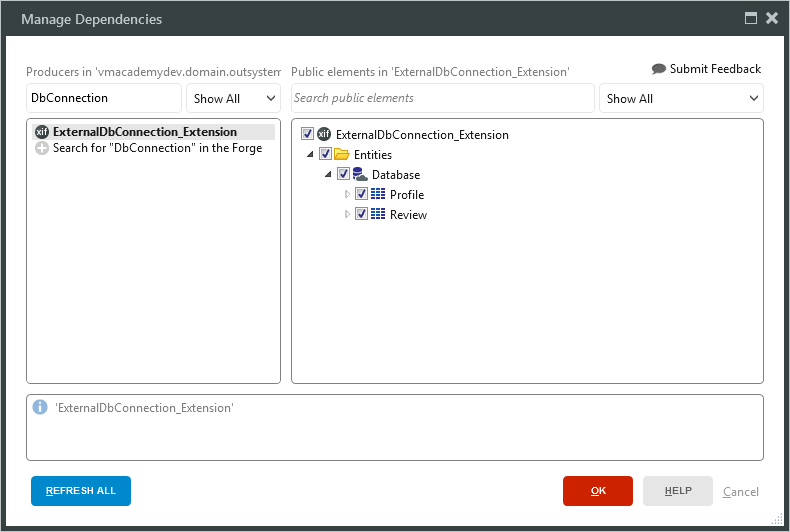 Manage Dependencies
Producers in 'vmacademydev.domain.outsystem
Public elements in 'ExternalDbConnection_Extension'
Submit Feedback
DbConnection
Show All
Search public elements
Show All
xif ExternalDbConnection_Extension
Search for "DbConnection" in the Forge
xif ExternalDbConnection_Extension
Entities
Database
Profile
Review
'ExternalDbConnection_Extension'
REFRESH ALL
OK
HELP
Cancel